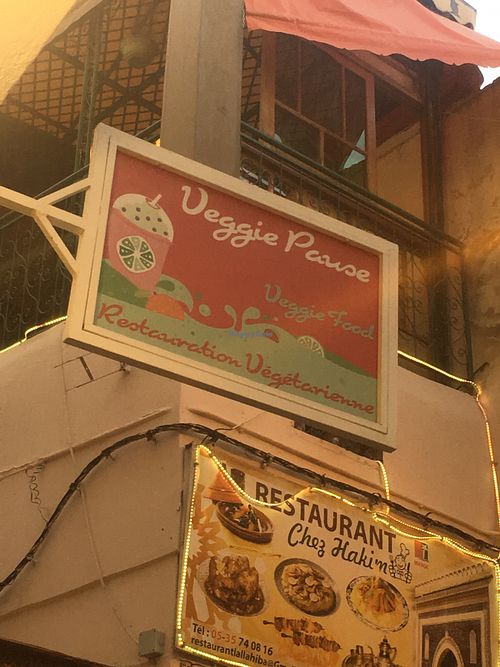 Veggie Pause
Veggie Food
Restauration Végétarienne
RESTAURANT
Chez Hakim
Tél : 05-35 74 08 16